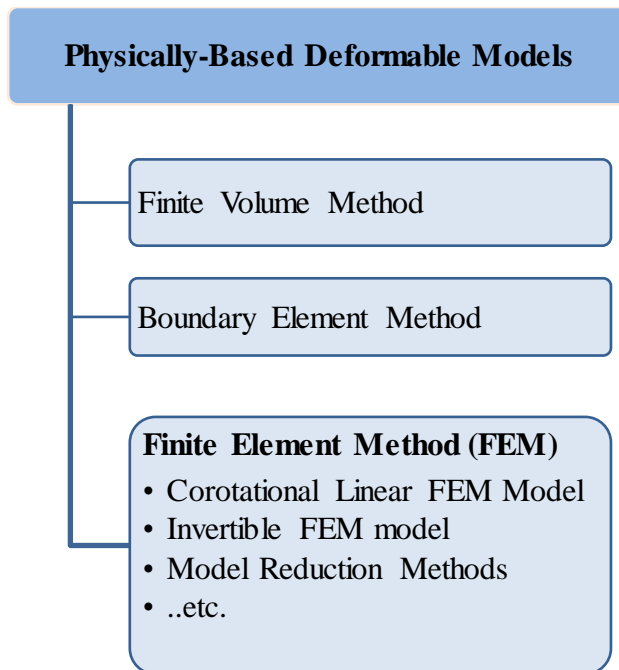 Physically-Based Deformable Models
Finite Volume Method
Boundary Element Method
Finite Element Method (FEM)
• Corotational Linear FEM Model
• Invertible FEM model
• Model Reduction Methods
• ..etc.